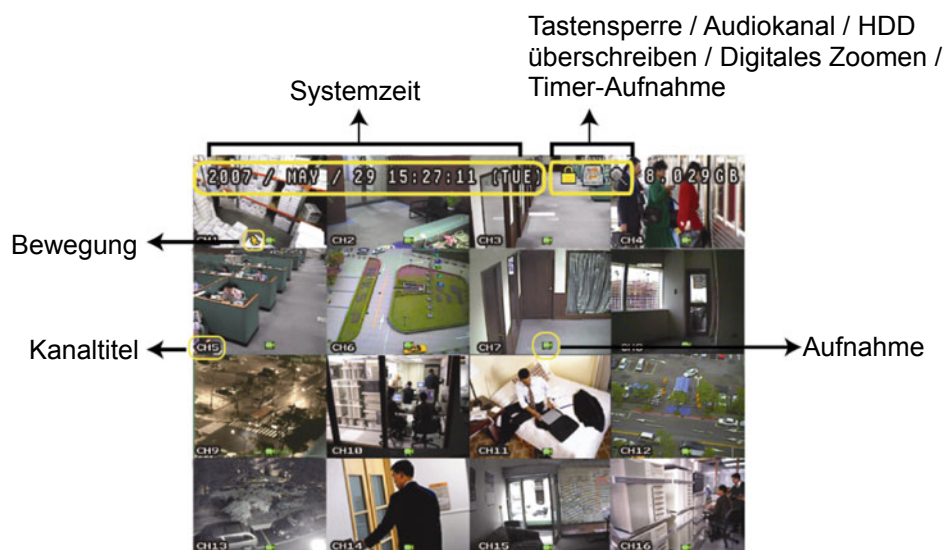 Tastensperre / Audiokanal / HDD
überschreiben / Digitales Zoomen /
Timer-Aufnahme
Systemzeit
2007 / MAY / 29 15:27:11 (TUE)
8.029GB
Bewegung
CH1
CH2
CH3
CH4
Kanaltitel
CH5
CH6
CH7
CH8
Aufnahme
CH9
CH10
CH11
CH12
CH13
CH14
CH15
CH16